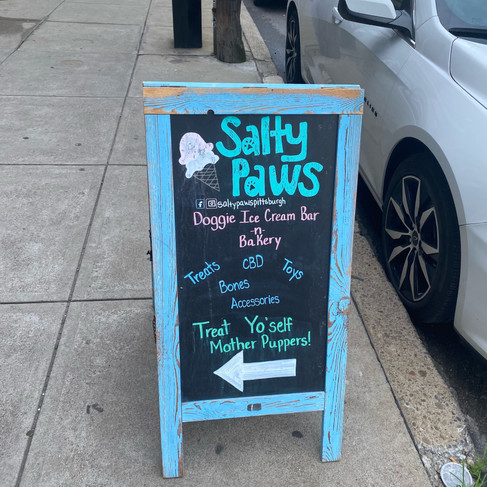 Salty
Paws
@saltypawspittsburgh
Doggie Ice Cream Bar
-n-
Bakery
Treats CBD Toys
Bones
Accessories
Treat Yo'self
Mother Puppers!